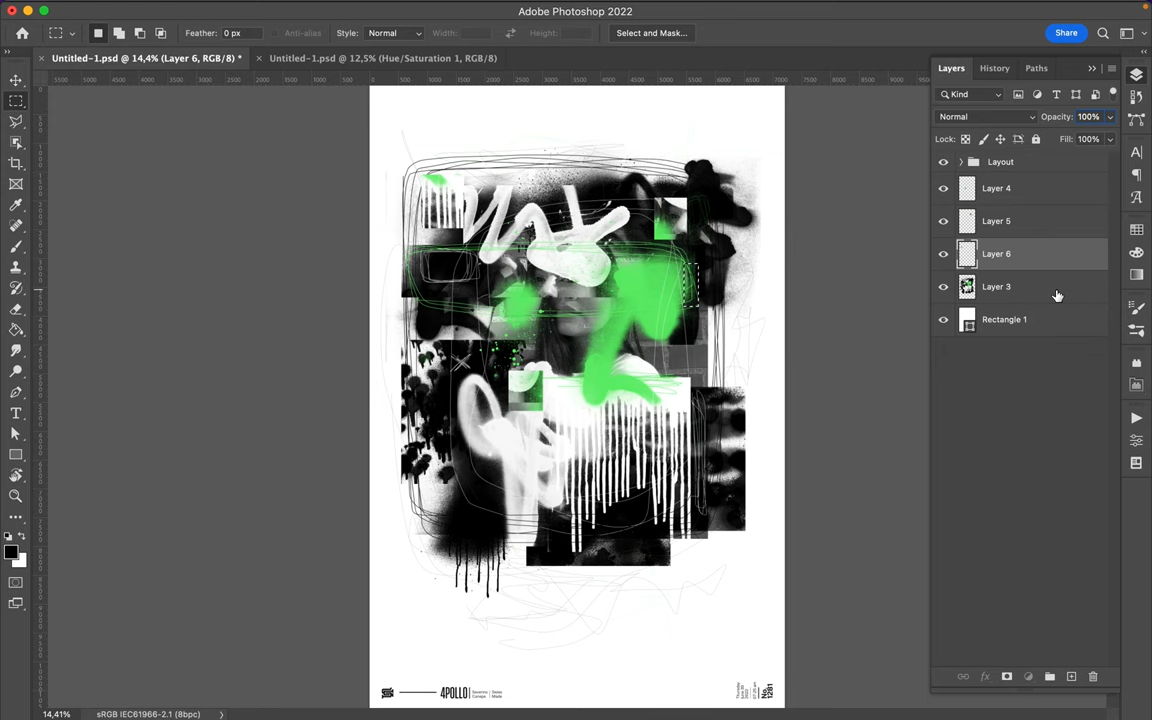 Adobe Photoshop 2022
Feather: 0 px
Anti-alias
Style: Normal
Width:
Height:
Select and Mask...
Share
Untitled-1.psd @ 14,4% (Layer 6, RGB/8) *
Untitled-1.psd @ 12,5% (Hue/Saturation 1, RGB/8)
Layers
History
Paths
Kind
Normal
Opacity: 100%
Lock:
Fill: 100%
Layout
Layer 4
Layer 5
Layer 6
Layer 3
Rectangle 1
4POLLO
No. 1281
14,41%
sRGB IEC61966-2.1 (8bpc)